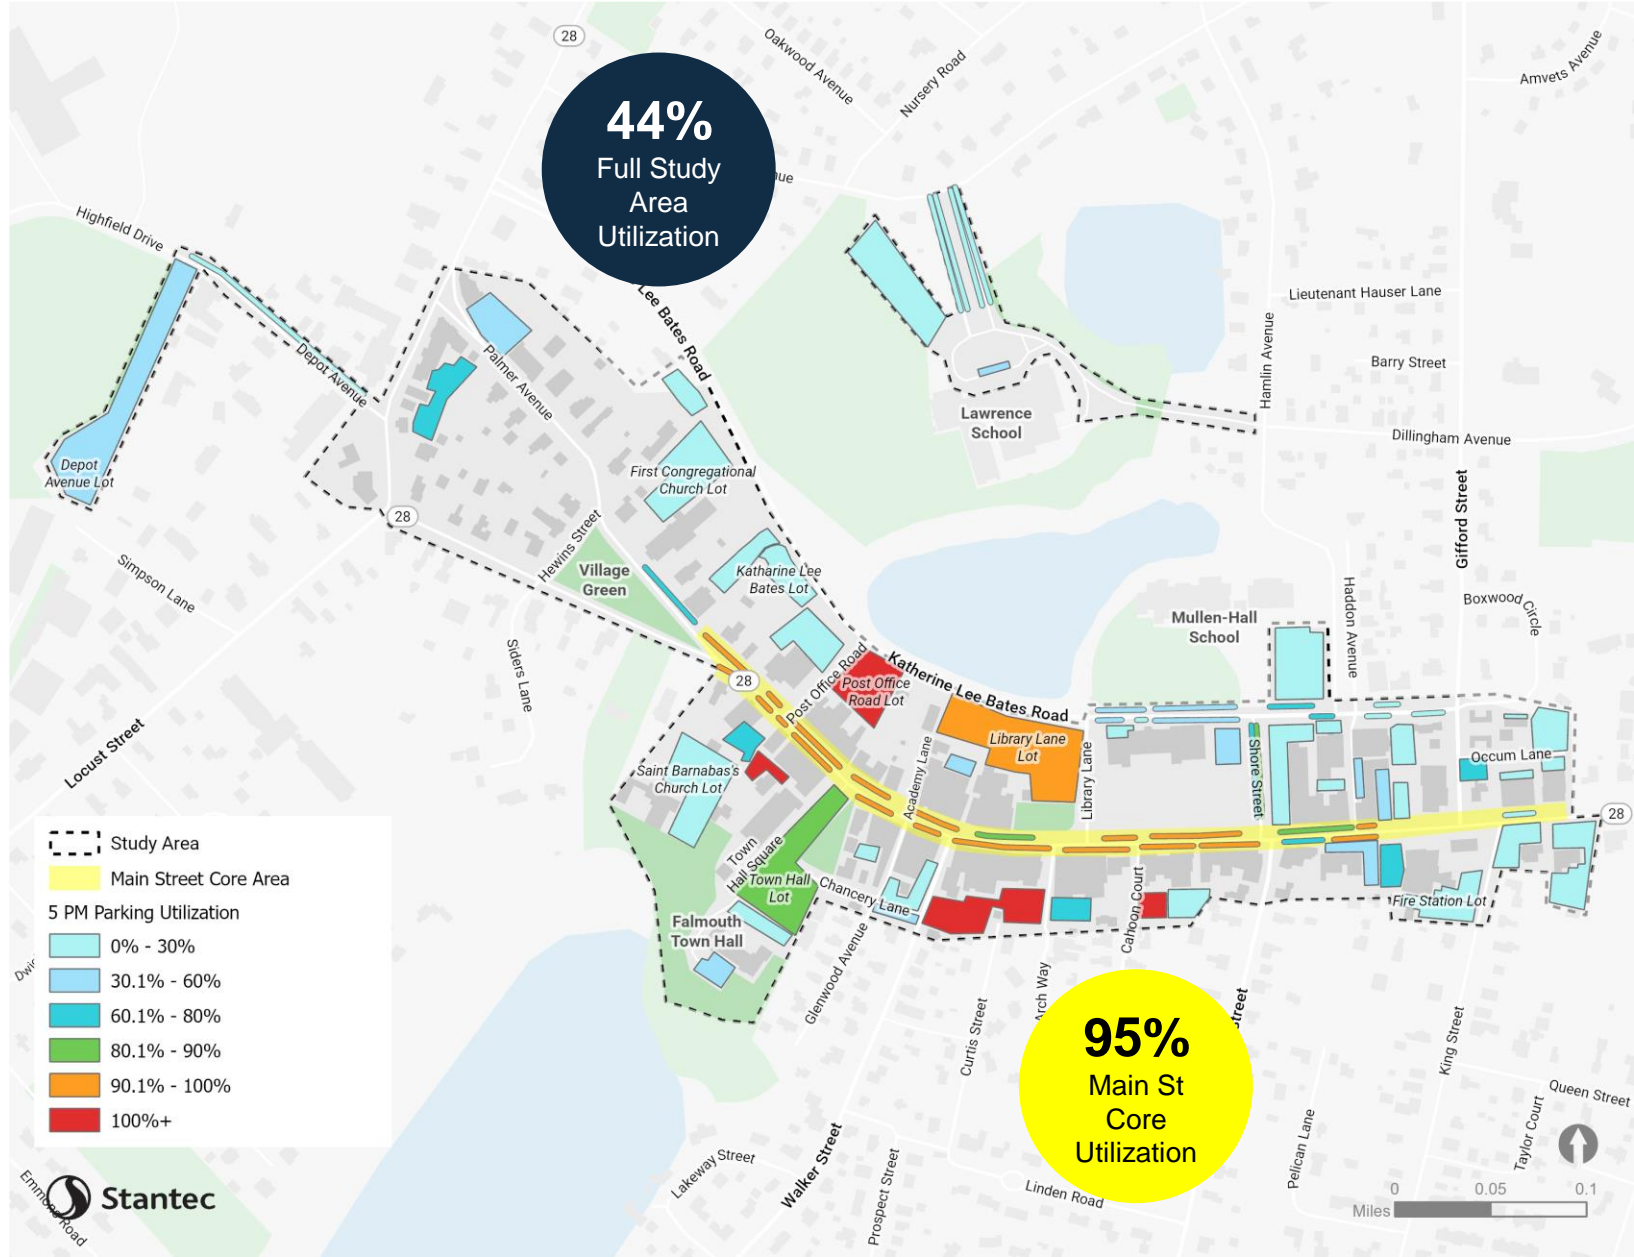 28
Oakwood Avenue
Nursery Road
Amvets Avenue
44%
Full Study
Area
Utilization
nue
Highfield Drive
Lee Bates Road
Lieutenant Hauser Lane
Hamlin Avenue
Barry Street
Depot Avenue
Palmer Avenue
Lawrence
School
Dillingham Avenue
Depot
Avenue Lot
First Congregational
Church Lot
28
Gifford Street
Hewins Street
Simpson Lane
Village
Green
Katharine Lee
Bates Lot
Haddon Avenue
Boxwood Circle
Mullen-Hall
School
Siders Lane
28
Post Office Road
Post Office
Road Lot
Katherine Lee Bates Road
Locust Street
Library Lane
Lot
Academy Lane
Library Lane
Shore Street
Occum Lane
Saint Barnabas's
Church Lot
28
Town
Hall Square
Town Hall
Lot
Chancery Lane
Cahoon Court
Fire Station Lot
Falmouth
Town Hall
Glenwood Avenue
Study Area
Main Street Core Area
5 PM Parking Utilization
0% - 30%
30.1% - 60%
60.1% - 80%
80.1% - 90%
90.1% - 100%
100%+
Dwi
Arch Way
Curtis Street
treet
King Street
95%
Main St
Core
Utilization
Queen Street
Taylor Court
Pelican Lane
Lakeway Street
Walker Street
Prospect Street
Linden Road
Emmons Road
Stantec
0 0.05 0.1
Miles